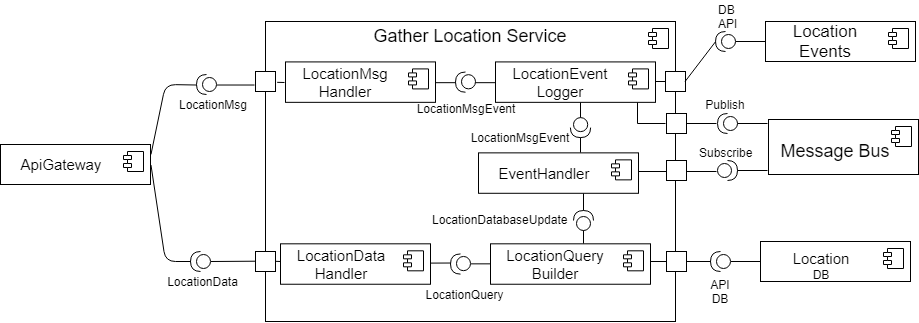 DB
API
Location
Events
Gather Location Service
LocationMsg
Handler
LocationEvent
Logger
LocationMsg
LocationMsgEvent
Publish
LocationMsgEvent
Message Bus
Subscribe
ApiGateway
EventHandler
LocationDatabaseUpdate
LocationData
Handler
LocationQuery
Builder
Location
DB
LocationData
LocationQuery
API
DB